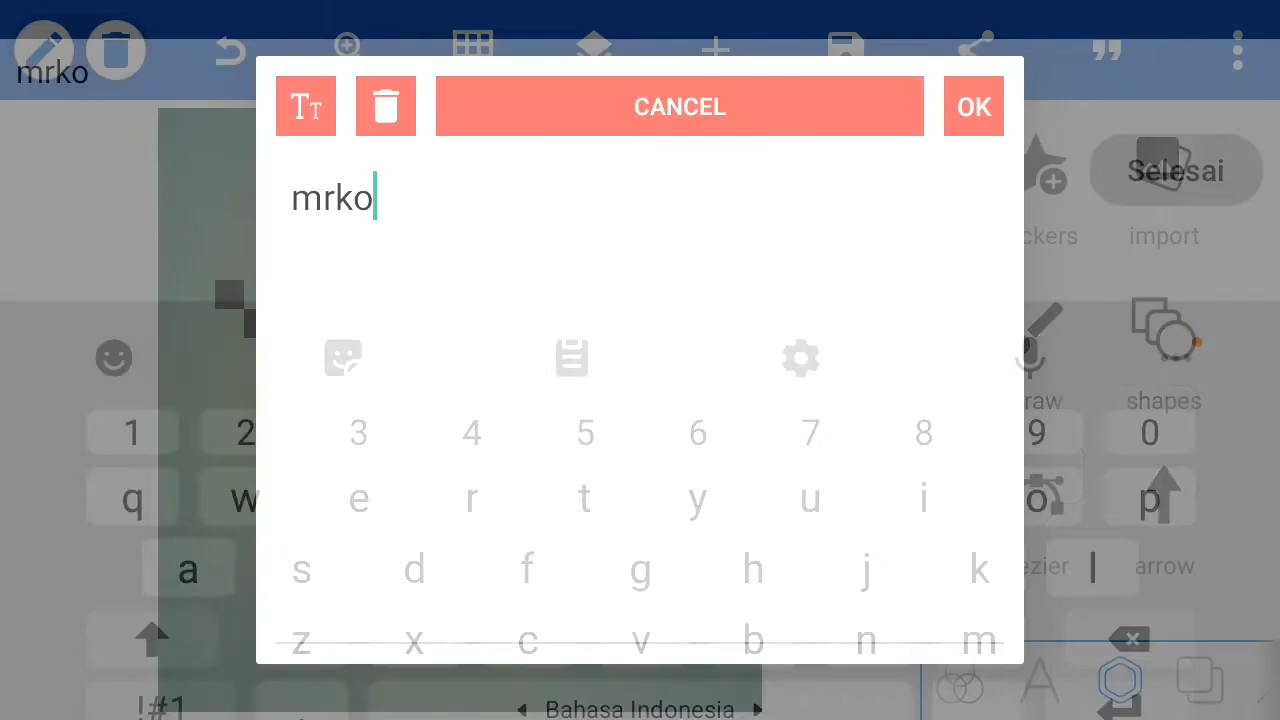 mrko
CANCEL
OK
TT
mrko
Selesai
ckers
import
1 2 3 4 5 6 7 8 9 0
raw
shapes
q w e r t y u i o p
a s d f g h j k l
ezier
arrow
z x c v b n m
!#1
Bahasa Indonesia
A